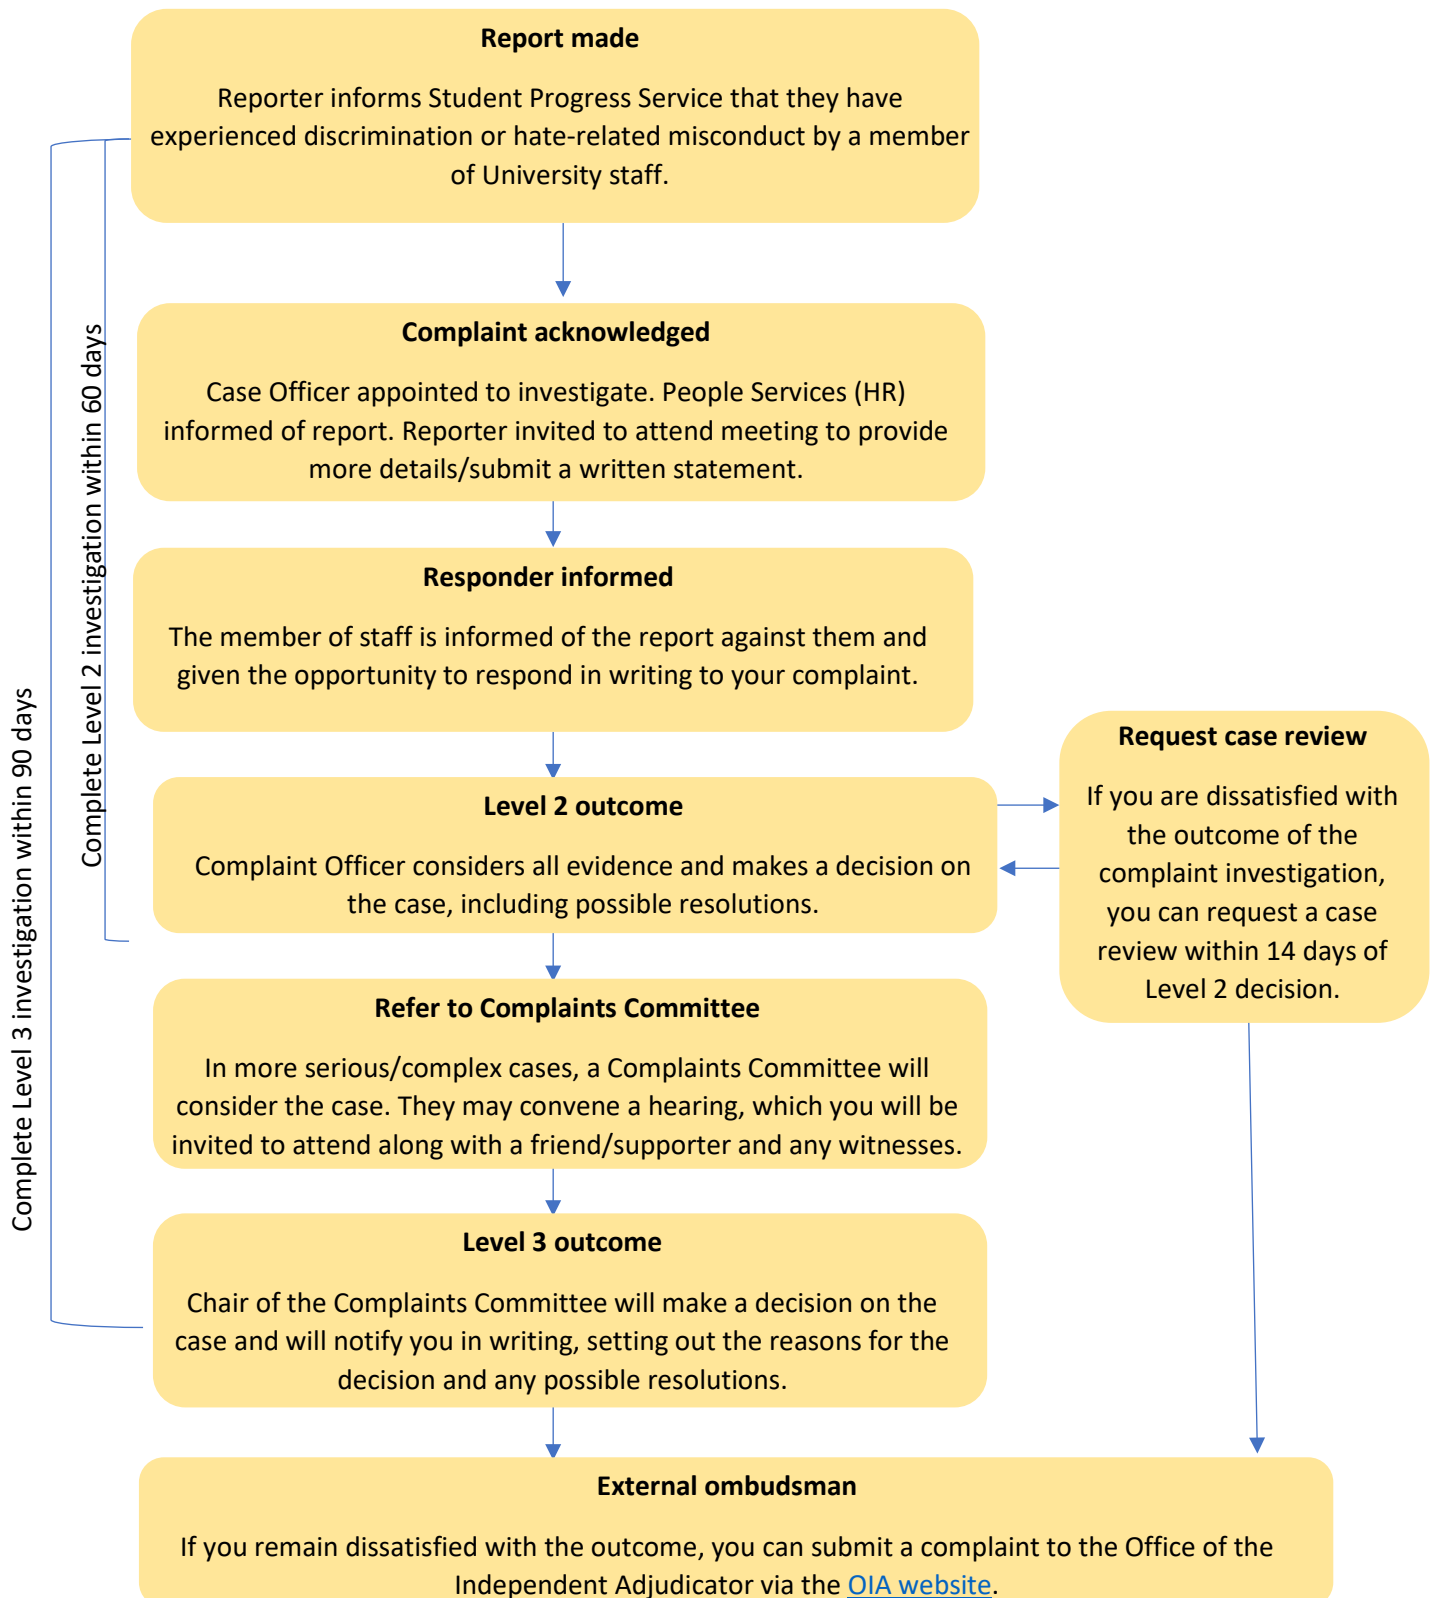 Report made
Reporter informs Student Progress Service that they have
experienced discrimination or hate-related misconduct by a member
of University staff.
Complaint acknowledged
Case Officer appointed to investigate. People Services (HR)
informed of report. Reporter invited to attend meeting to provide
more details/submit a written statement.
Responder informed
The member of staff is informed of the report against them and
given the opportunity to respond in writing to your complaint.
Level 2 outcome
Complaint Officer considers all evidence and makes a decision on
the case, including possible resolutions.
Request case review
If you are dissatisfied with
the outcome of the
complaint investigation,
you can request a case
review within 14 days of
Level 2 decision.
Refer to Complaints Committee
In more serious/complex cases, a Complaints Committee will
consider the case. They may convene a hearing, which you will be
invited to attend along with a friend/supporter and any witnesses.
Level 3 outcome
Chair of the Complaints Committee will make a decision on the
case and will notify you in writing, setting out the reasons for the
decision and any possible resolutions.
External ombudsman
If you remain dissatisfied with the outcome, you can submit a complaint to the Office of the
Independent Adjudicator via the OIA website.
Complete Level 2 investigation within 60 days
Complete Level 3 investigation within 90 days